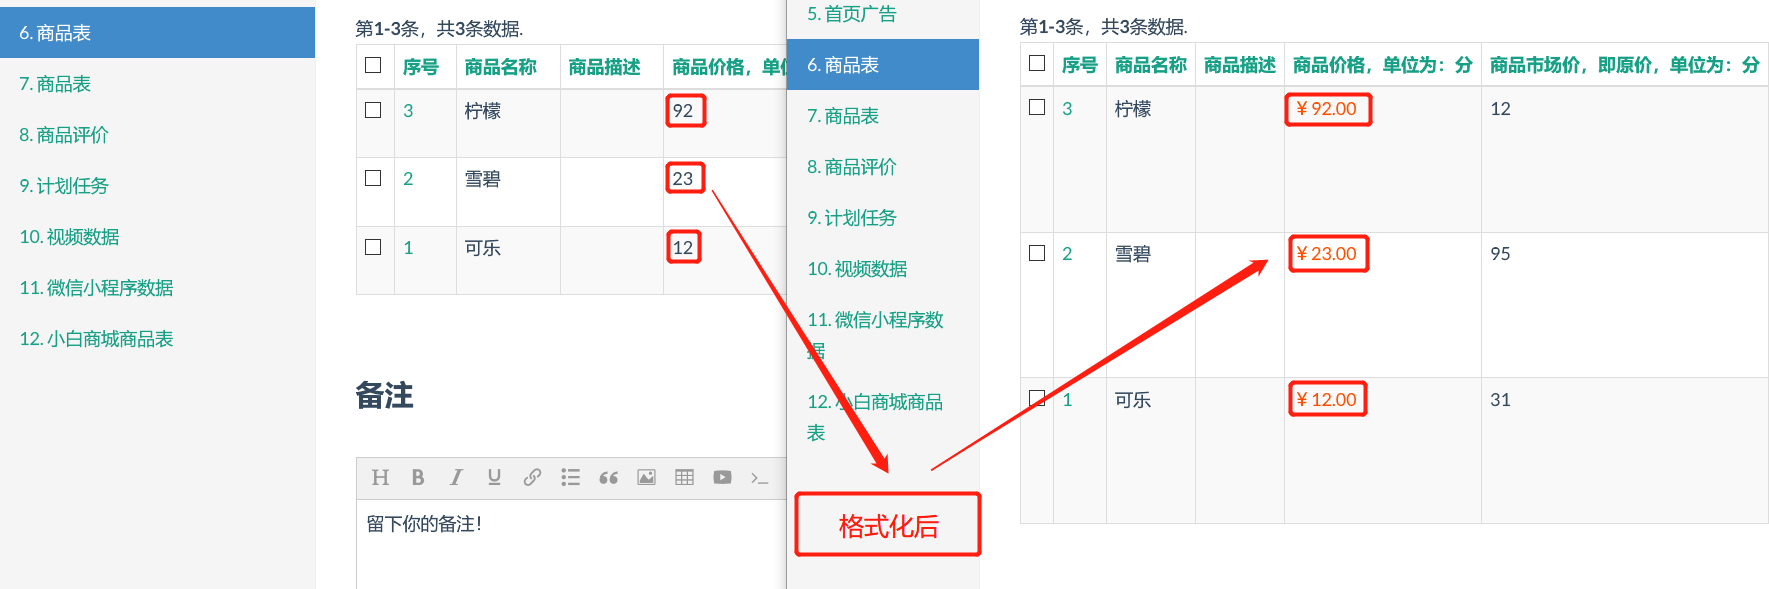 6. 商品表
7. 商品表
8. 商品评价
9. 计划任务
10. 视频数据
11. 微信小程序数据
12. 小白商城商品表
第1-3条，共3条数据.
序号 商品名称 商品描述 商品价格，单
3 柠檬 92
2 雪碧 23
1 可乐 12
备注
H B I U
留下你的备注！
5. 首页广告
6. 商品表
7. 商品表
8. 商品评价
9. 计划任务
10. 视频数据
11. 微信小程序数
据
12. 小白商城商品
表
格式化后
第1-3条，共3条数据.
序号 商品名称 商品描述 商品价格，单位为：分 商品市场价，即原价，单位为：分
3 柠檬 ¥92.00 12
2 雪碧 ¥23.00 95
1 可乐 ¥12.00 31